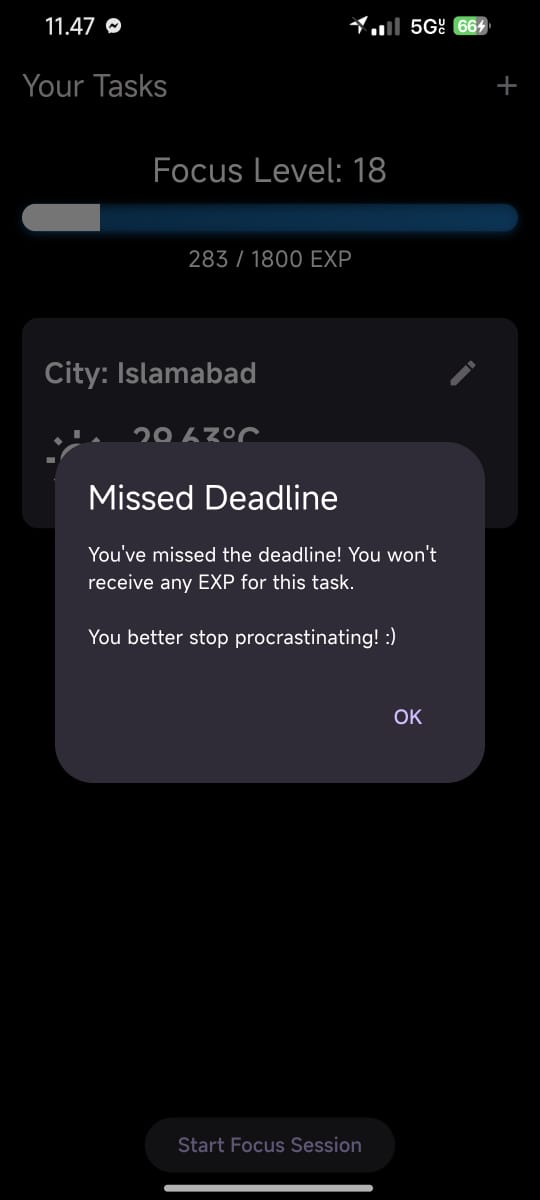 11.47
5G
66
Your Tasks
+
Focus Level: 18
283 / 1800 EXP
City: Islamabad
29.63°C
Missed Deadline
You've missed the deadline! You won't
receive any EXP for this task.
You better stop procrastinating! :)
OK
Start Focus Session